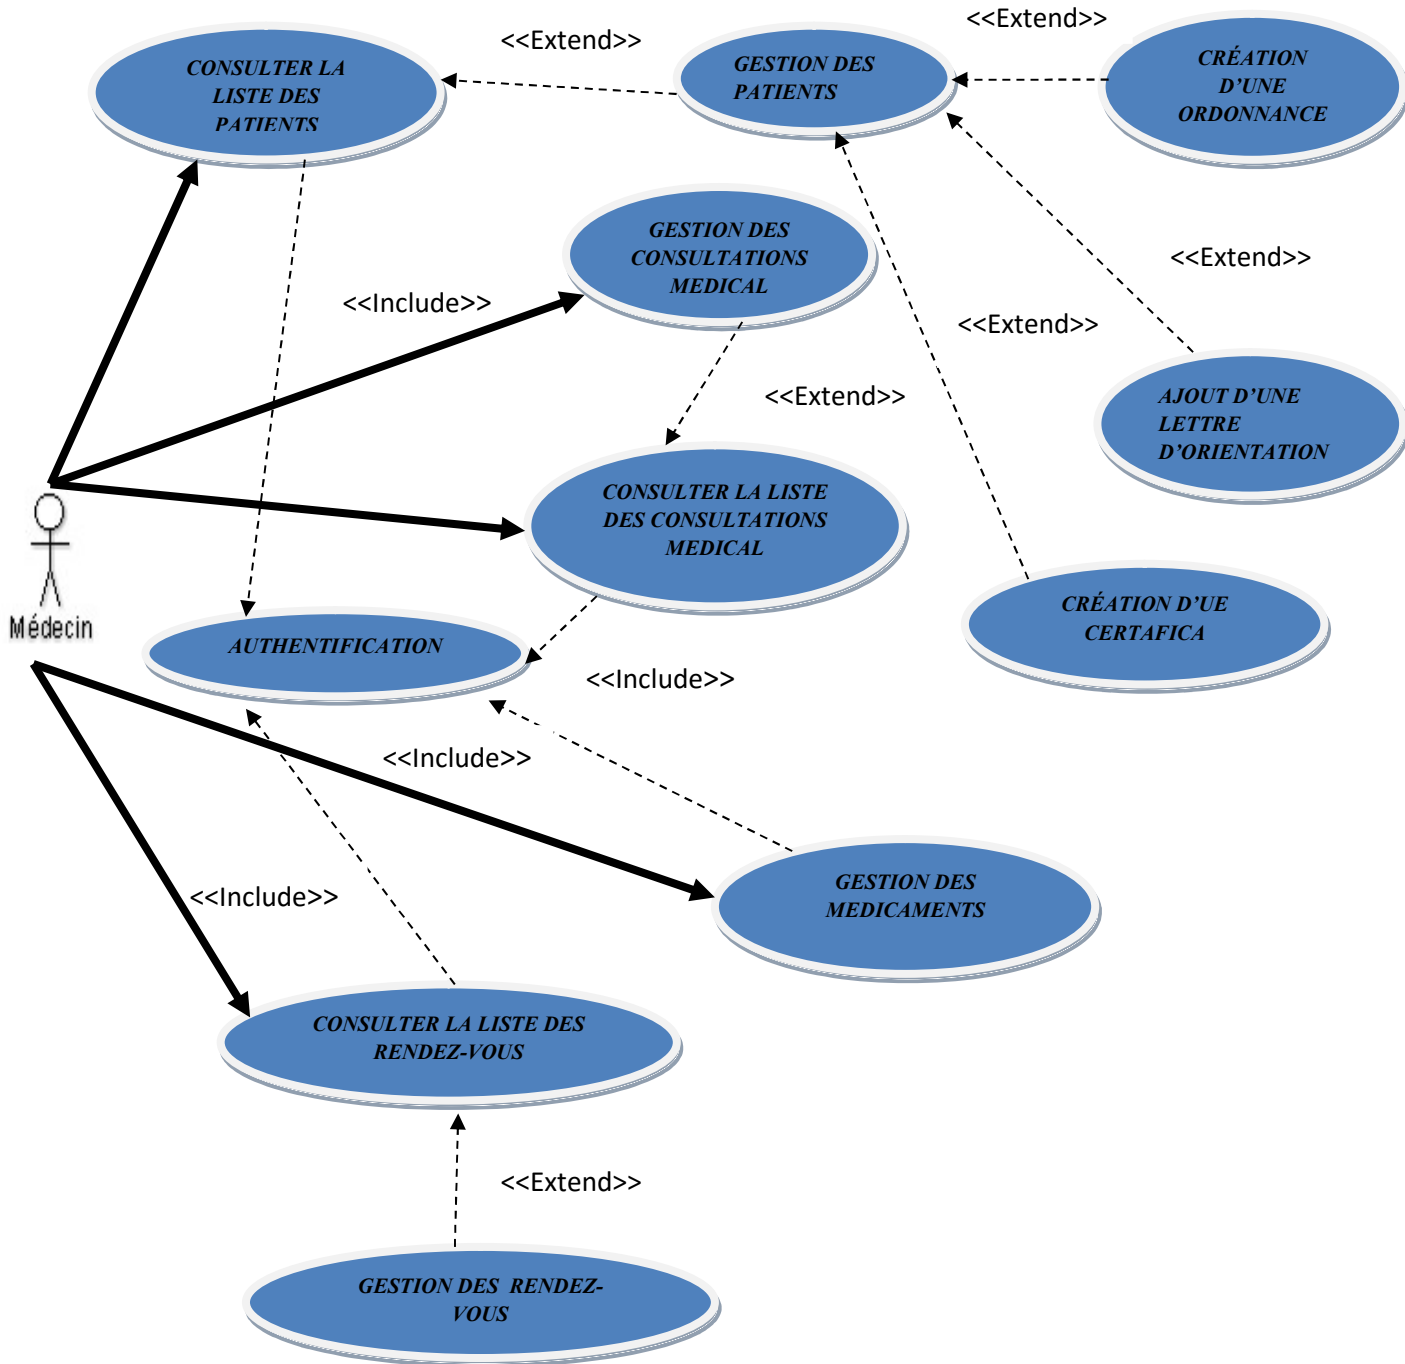 <<Extend>>
<<Extend>>
CONSULTER LA
LISTE DES
PATIENTS
GESTION DES
PATIENTS
CRÉATION
D'UNE
ORDONNANCE
GESTION DES
CONSULTATIONS
MEDICAL
<<Extend>>
<<Include>>
<<Extend>>
<<Extend>>
AJOUT D'UNE
LETTRE
D'ORIENTATION
CONSULTER LA LISTE
DES CONSULTATIONS
MEDICAL
Médecin
AUTHENTIFICATION
CRÉATION D'UE
CERTAFICA
<<Include>>
<<Include>>
<<Include>>
GESTION DES
MEDICAMENTS
CONSULTER LA LISTE DES
RENDEZ-VOUS
<<Extend>>
GESTION DES  RENDEZ-
VOUS